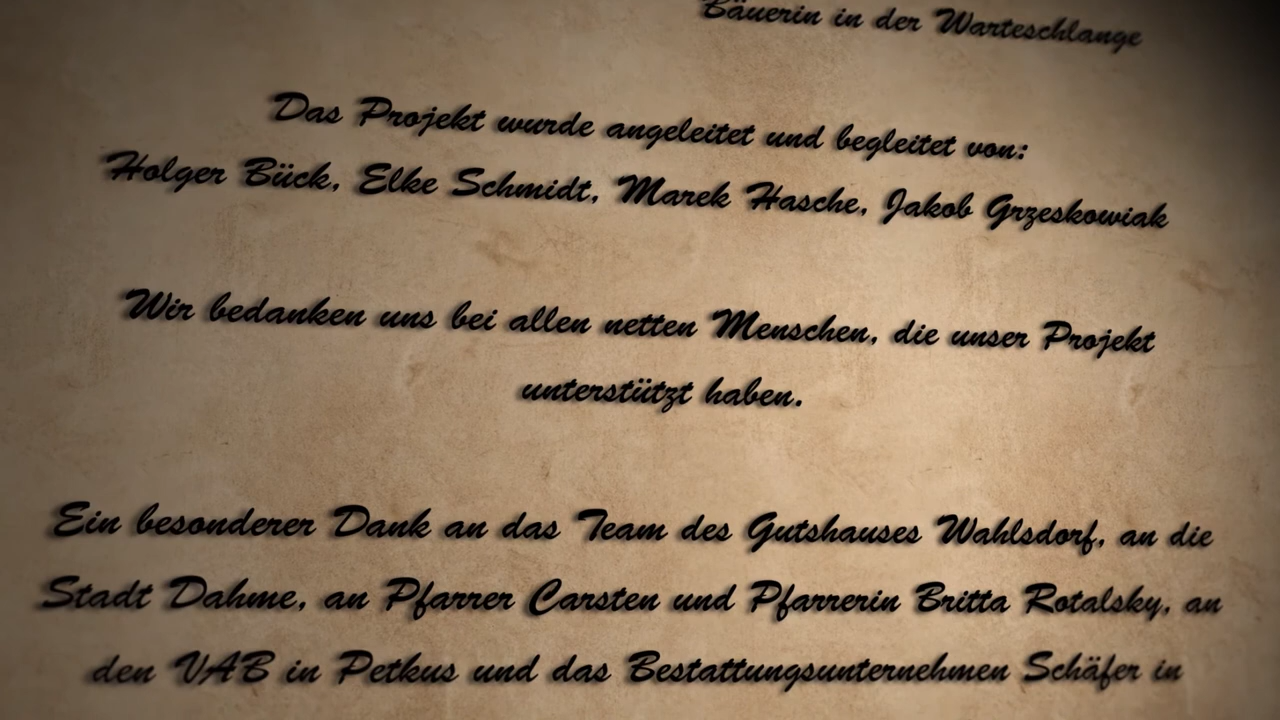 Bäuerin in der Warteschlange
Das Projekt wurde angeleitet und begleitet von:
Holger Bück, Elke Schmidt, Marek Hasche, Jakob Grzeskowiak
Wir bedanken uns bei allen netten Menschen, die unser Projekt
unterstützt haben.
Ein besonderer Dank an das Team des Gutshauses Wahlsdorf, an die
Stadt Dahme, an Pfarrer Carsten und Pfarrerin Britta Rotalsky, an
den VAB in Petkus und das Bestattungsunternehmen Schäfer in